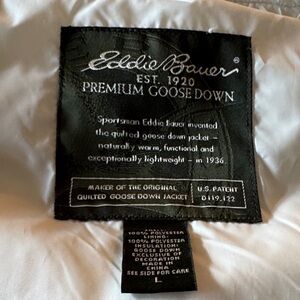 Eddie Bauer®
EST. 1920
PREMIUM GOOSE DOWN
Sportsman Eddie Bauer invented
the quilted goose down jacket –
naturally warm, functional and
exceptionally lightweight – in 1936
MAKER OF THE ORIGINAL
QUILTED GOOSE DOWN JACKET
U.S. PATENT
D119,122
100% POLYESTER
LINING:
100% POLYESTER
INSULATION:
GOOSE DOWN
EXCLUSIVE OF
DECORATION
MADE IN
CHINA
SEE SIDE FOR CARE
L